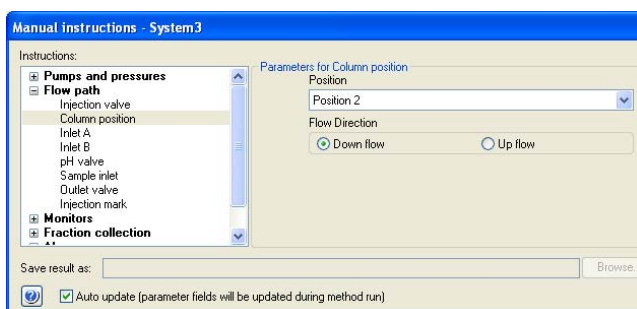 Manual instructions - System3
Instructions:
Pumps and pressures
Flow path
Injection valve
Column position
Inlet A
Inlet B
pH valve
Sample inlet
Outlet valve
Injection mark
Monitors
Fraction collection
Parameters for Column position
Position
Position 2
Flow Direction
Down flow Up flow
Save result as: Browse.
Auto update (parameter fields will be updated during method run)